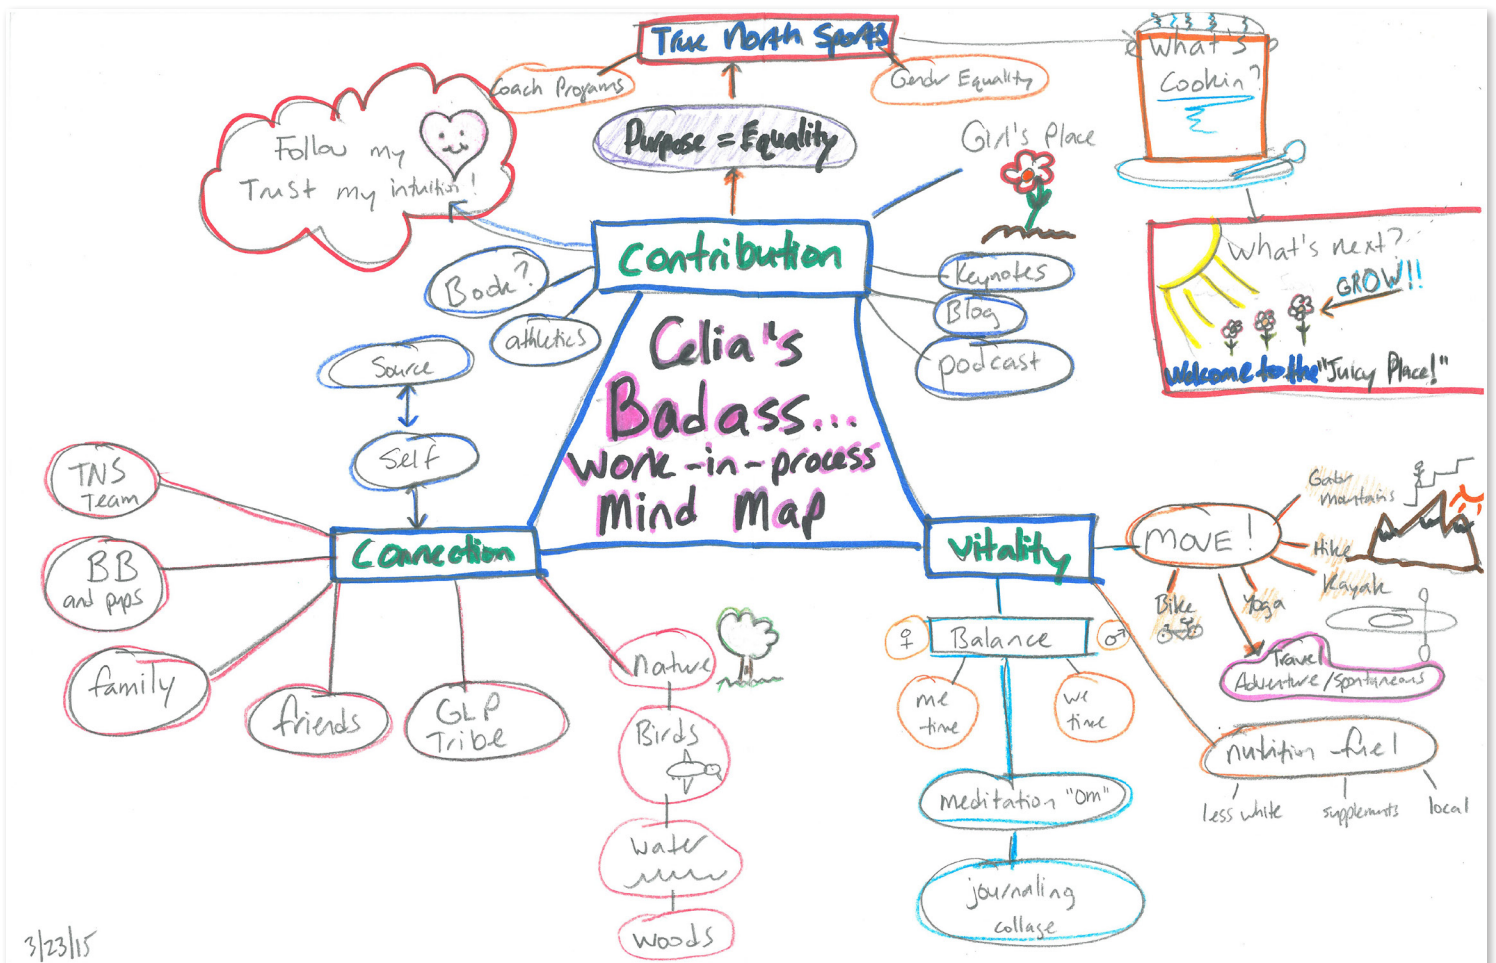 True North Sports
Coach Programs
Gender Equality
What's
Cookin?
Follow my
Trust my intuition!
Purpose = Equality
Girl's Place
What's next?...
GROW!!
Welcome to the "Juicy Place!"
Contribution
Book?
athletics
Keynotes
Blog
podcast
Celia's
Badass...
work-in-process
Mind Map
Source
Self
TNS
Team
BB
and pups
family
friends
GLP
Tribe
Connection
nature
Birds
water
woods
Vitality
MOVE!
Mountains
Hike
Kayak
Yoga
Bike
Travel
Adventure/Spontaneous
♀
Balance
♂
me
time
we
time
meditation "Om"
journaling
collage
nutrition - fuel
less white
supplements
local
3/23/15